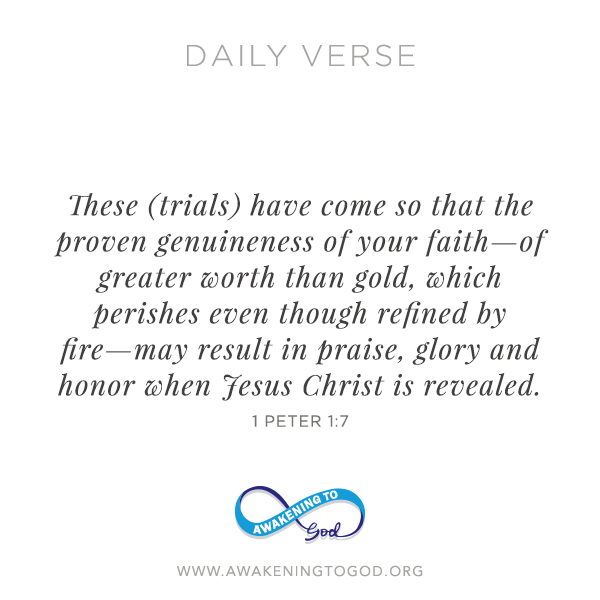 DAILY VERSE
These (trials) have come so that the
proven genuineness of your faith—of
greater worth than gold, which
perishes even though refined by
fire—may result in praise, glory and
honor when Jesus Christ is revealed.
1 PETER 1:7
AWAKENING TO
God
WWW.AWAKENINGTOGOD.ORG